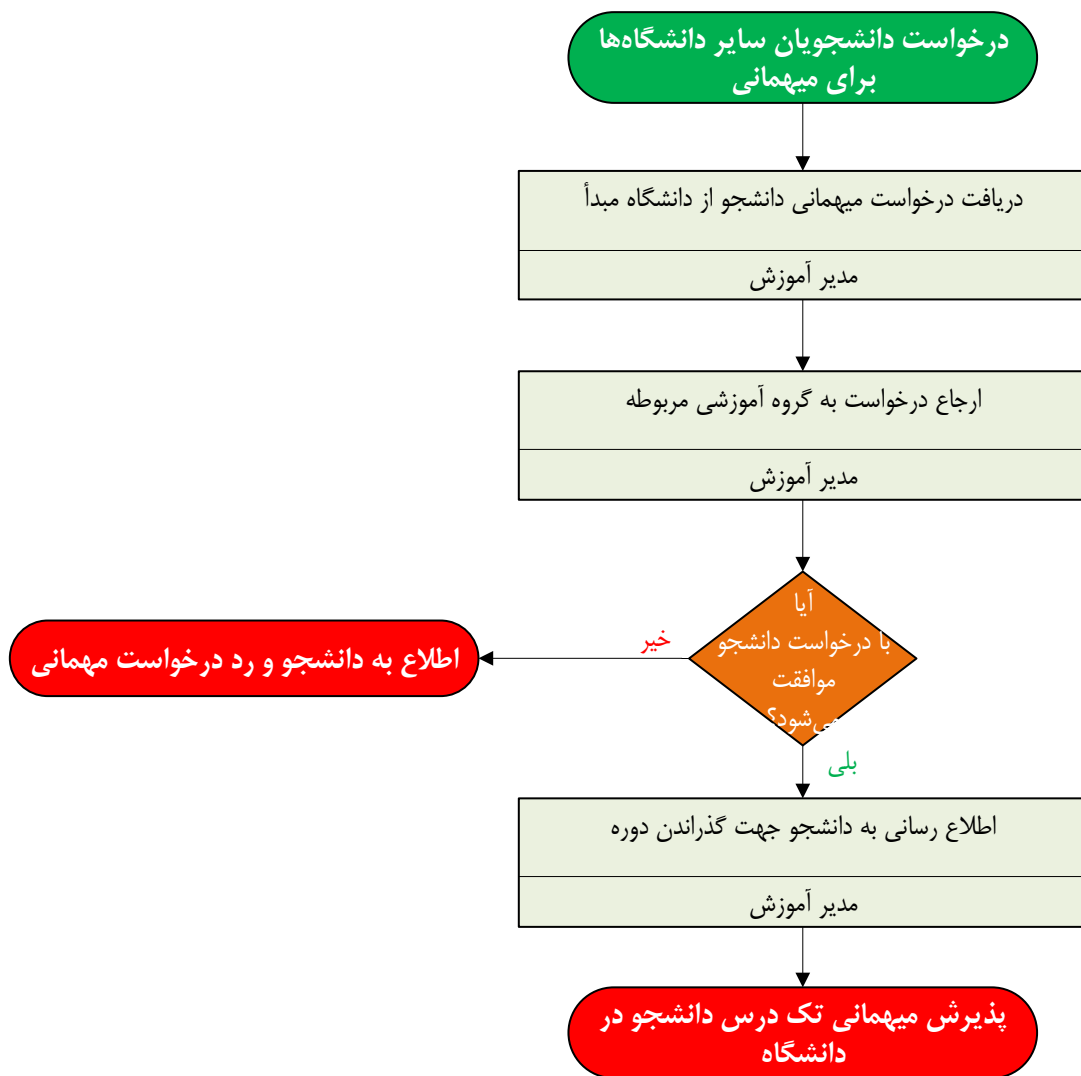 درخواست دانشجویان سایر دانشگاه‌ها
برای میهمانی
دریافت درخواست میهمانی دانشجو از دانشگاه مبدأ
مدیر آموزش
ارجاع درخواست به گروه آموزشی مربوطه
مدیر آموزش
آیا
با درخواست دانشجو
موافقت
می‌شود؟
خیر
اطلاع به دانشجو و رد درخواست مهمانی
بلی
اطلاع رسانی به دانشجو جهت گذراندن دوره
مدیر آموزش
پذیرش میهمانی تک درس دانشجو در
دانشگاه